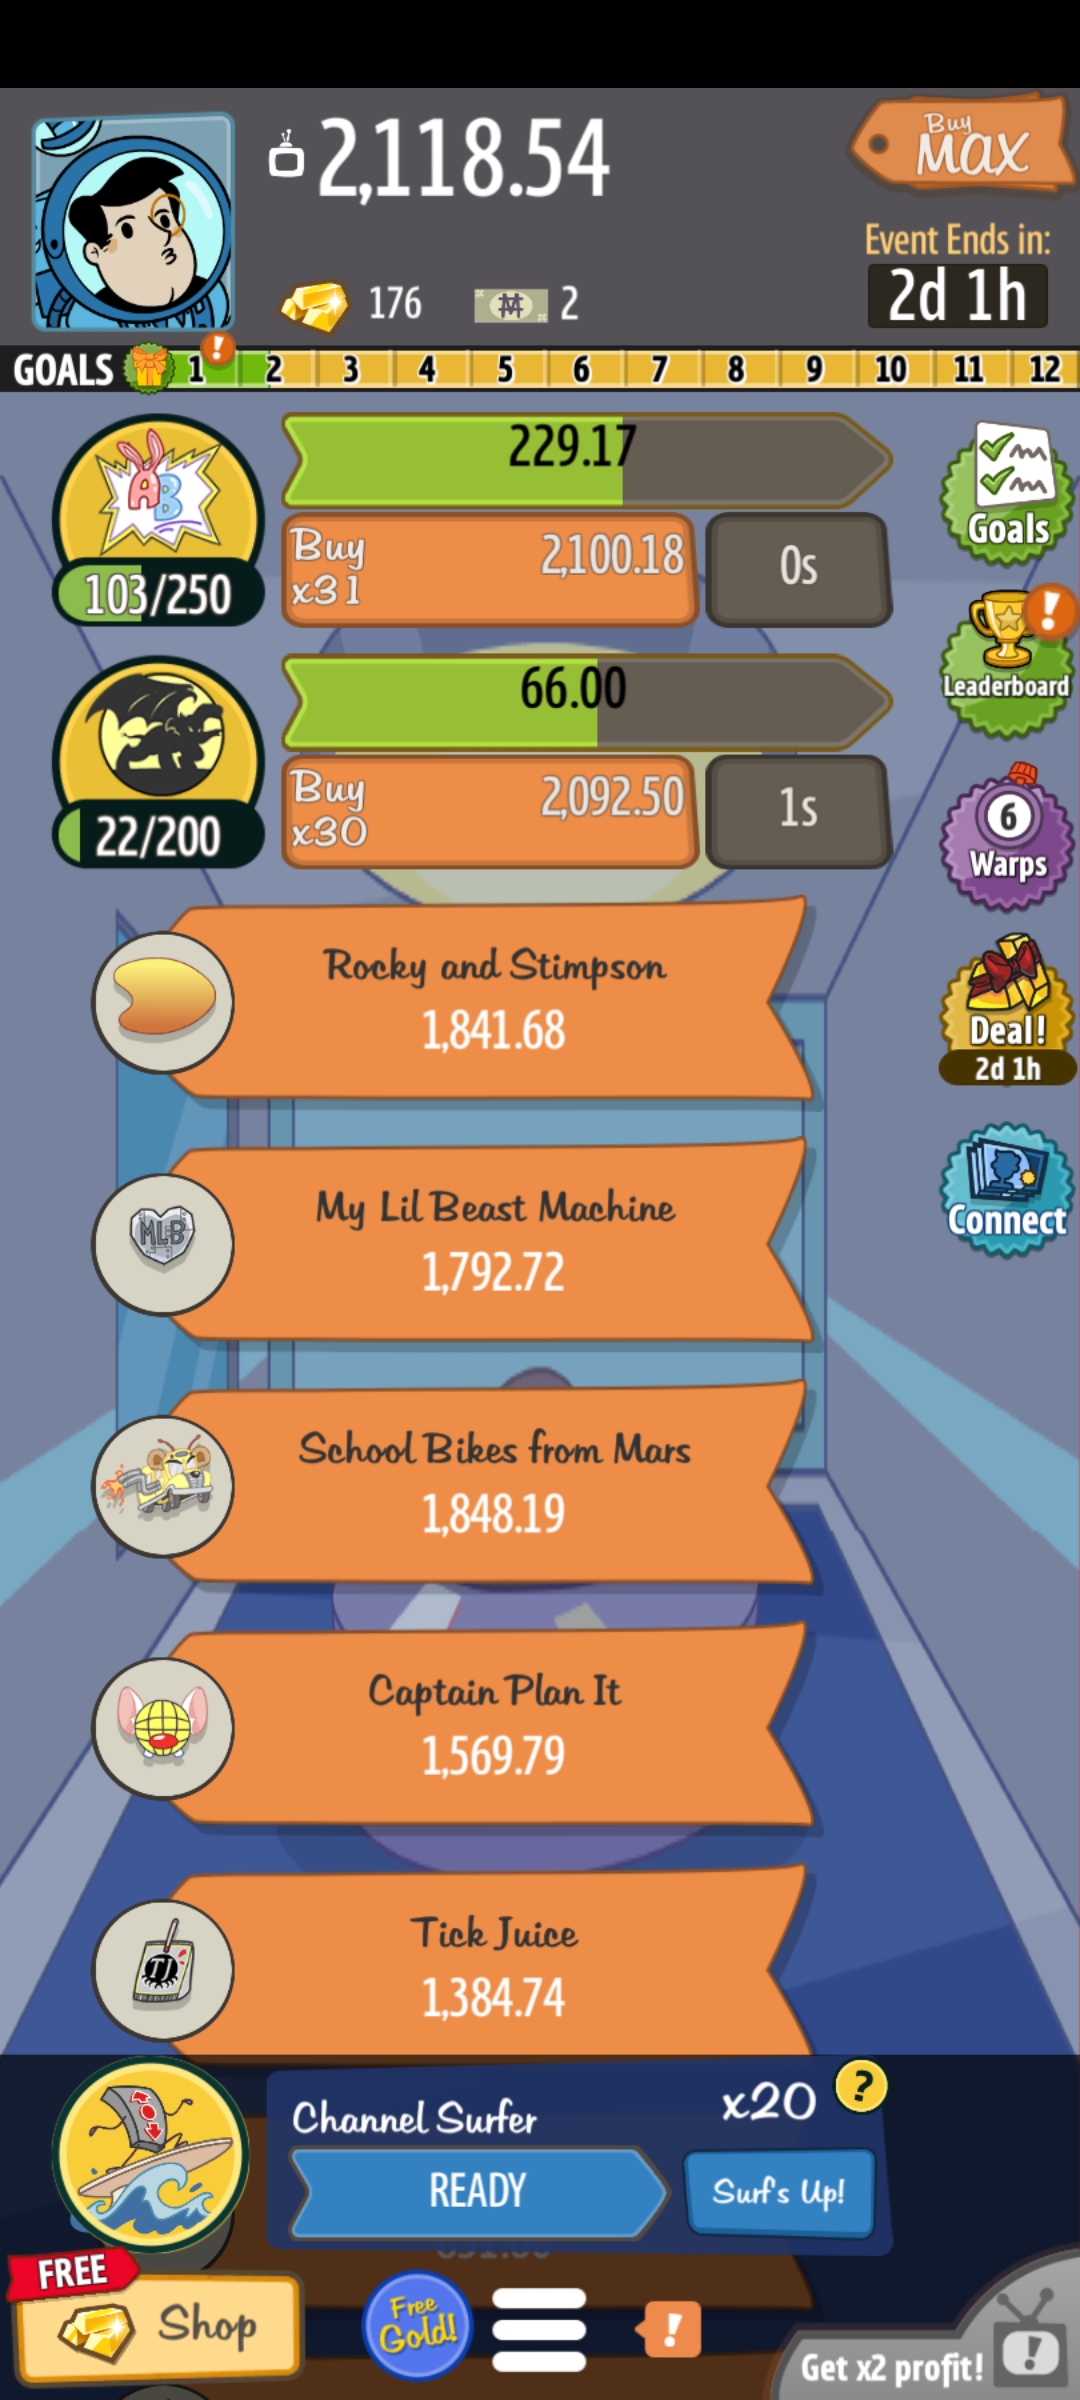 2,118.54
Buy
MAX
Event Ends in:
2d 1h
176
2
GOALS 1 ! 2 3 4 5 6 7 8 9 10 11 12
AB
103/250
229.17
Buy
x31
2,100.18
0s
Goals
!
Leaderboard
22/200
66.00
Buy
x30
2,092.50
1s
6
Warps
Rocky and Stimpson
1,841.68
Deal!
2d 1h
MLB
My Lil Beast Machine
1,792.72
Connect
School Bikes from Mars
1,848.19
Captain Plan It
1,569.79
TJ
Tick Juice
1,384.74
Channel Surfer
x20
?
READY
Surf's Up!
FREE
Shop
Free
Gold!
!
Get x2 profit!
!